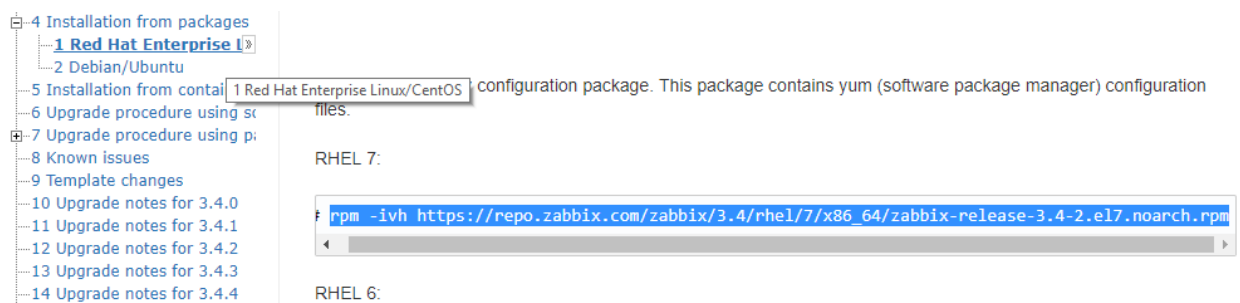 4 Installation from packages
1 Red Hat Enterprise L
2 Debian/Ubuntu
5 Installation from contai
6 Upgrade procedure using
7 Upgrade procedure using
8 Known issues
9 Template changes
10 Upgrade notes for 3.4.0
11 Upgrade notes for 3.4.1
12 Upgrade notes for 3.4.2
13 Upgrade notes for 3.4.3
14 Upgrade notes for 3.4.4
1 Red Hat Enterprise Linux/CentOS
configuration package. This package contains yum (software package manager) configuration
files.
RHEL 7:
# rpm -ivh https://repo.zabbix.com/zabbix/3.4/rhel/7/x86_64/zabbix-release-3.4-2.el7.noarch.rpm
RHEL 6: